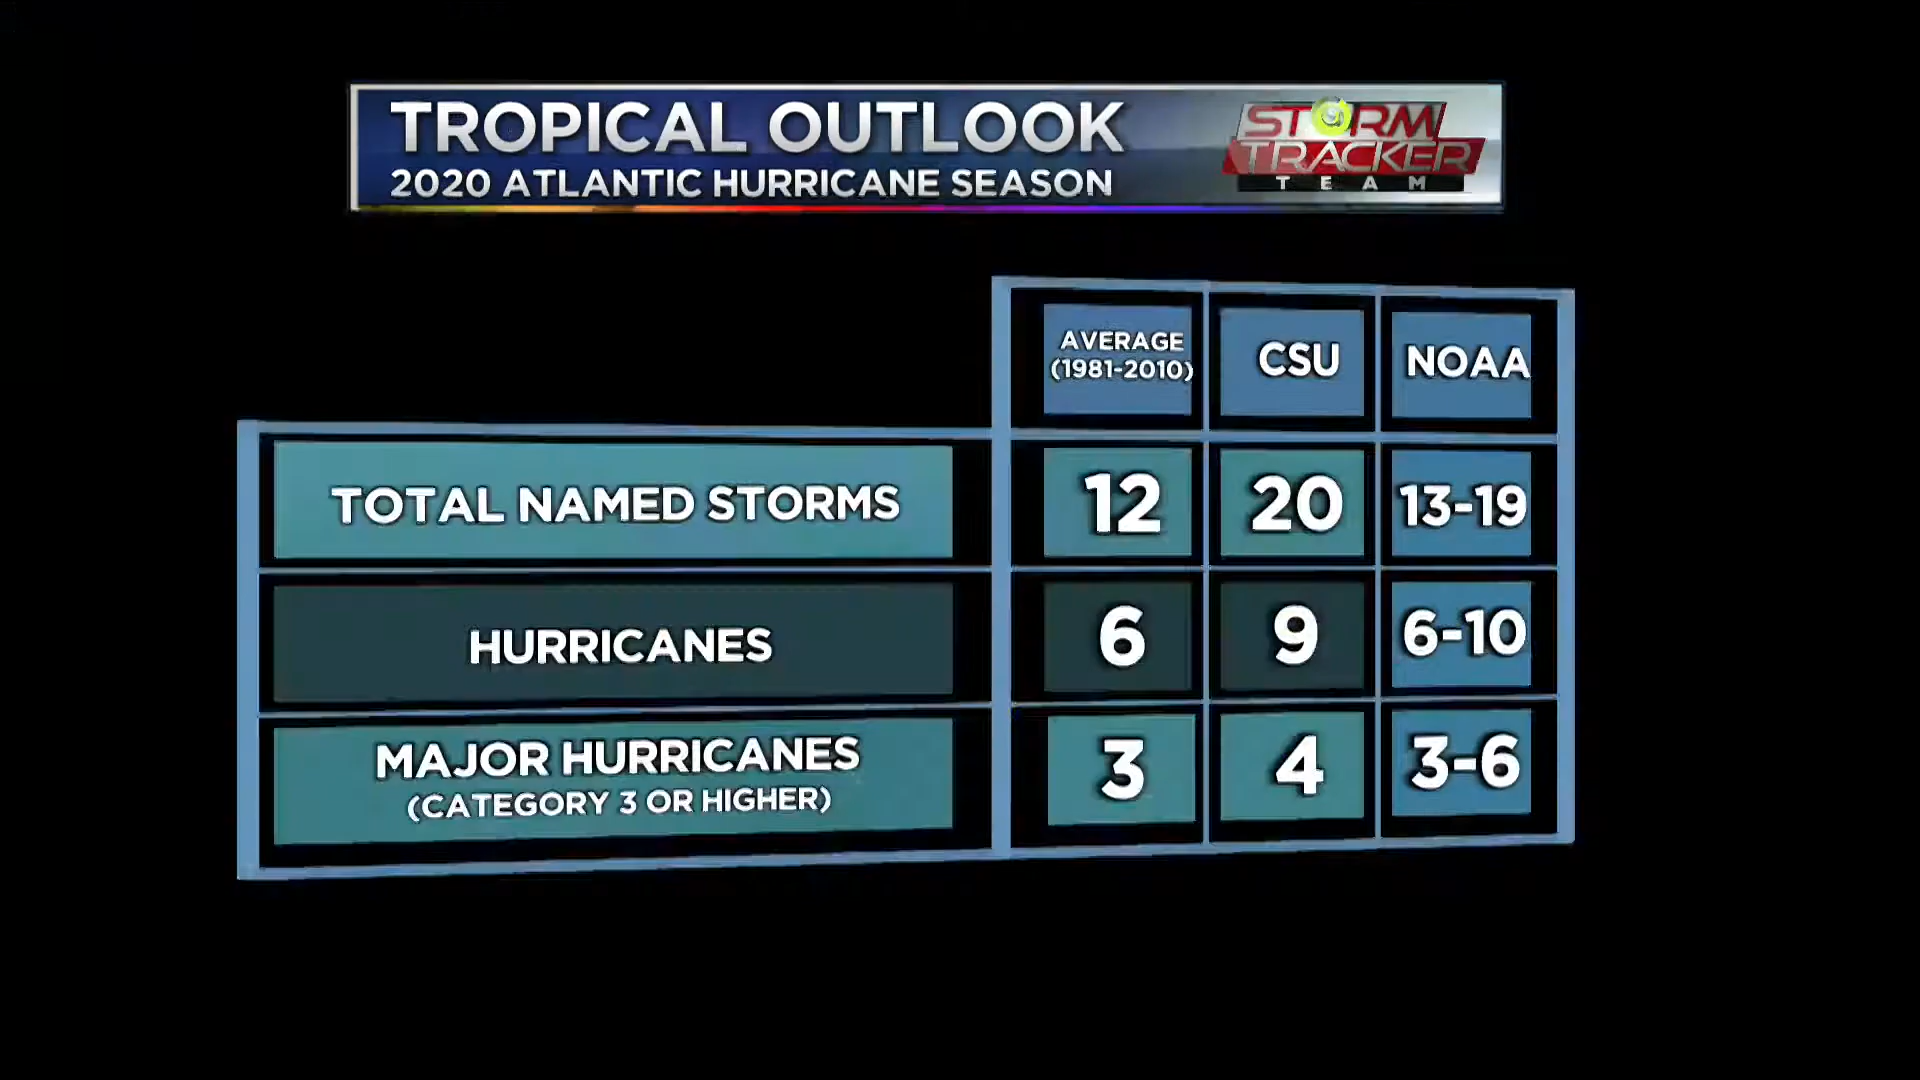 TROPICAL OUTLOOK
2020 ATLANTIC HURRICANE SEASON
STORM
TRACKER
TEAM
AVERAGE
(1981-2010)
CSU
NOAA
TOTAL NAMED STORMS
12
20
13-19
HURRICANES
6
9
6-10
MAJOR HURRICANES
(CATEGORY 3 OR HIGHER)
3
4
3-6